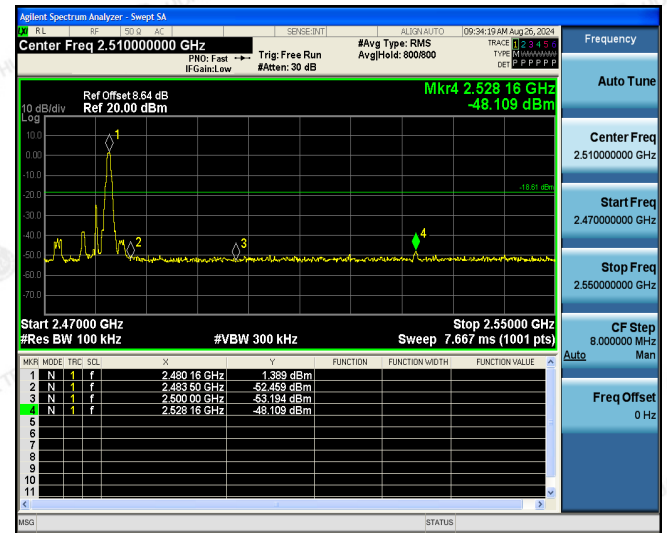 Agilent Spectrum Analyzer - Swept SA
LXI RL RF 50 Ω AC SENSE:INT ALIGN AUTO 09:34:19 AM Aug 26, 2024
Center Freq 2.510000000 GHz
#Avg Type: RMS
TRACE 1 2 3 4 5 6
PNO: Fast
Trig: Free Run
Avg|Hold: 800/800
TYPE M
IFGain:Low
#Atten: 30 dB
DET P P P P P P
Mkr4 2.528 16 GHz
-48.109 dBm
Ref Offset 8.64 dB
10 dB/div Ref 20.00 dBm
Log
10.0
0.00
-10.0
-20.0
-30.0
-40.0
-50.0
-60.0
-70.0
1
2
3
4
-18.61 dBm
Start 2.47000 GHz Stop 2.55000 GHz
#Res BW 100 kHz #VBW 300 kHz Sweep 7.667 ms (1001 pts)
MKR MODE TRC SCL X Y FUNCTION FUNCTION WIDTH FUNCTION VALUE
1 N 1 f 2.480 16 GHz 1.389 dBm
2 N 1 f 2.483 50 GHz -52.459 dBm
3 N 1 f 2.500 00 GHz -53.194 dBm
4 N 1 f 2.528 16 GHz -48.109 dBm
5
6
7
8
9
10
11
MSG STATUS
Frequency
Auto Tune
Center Freq
2.510000000 GHz
Start Freq
2.470000000 GHz
Stop Freq
2.550000000 GHz
CF Step
8.000000 MHz
Auto Man
Freq Offset
0 Hz